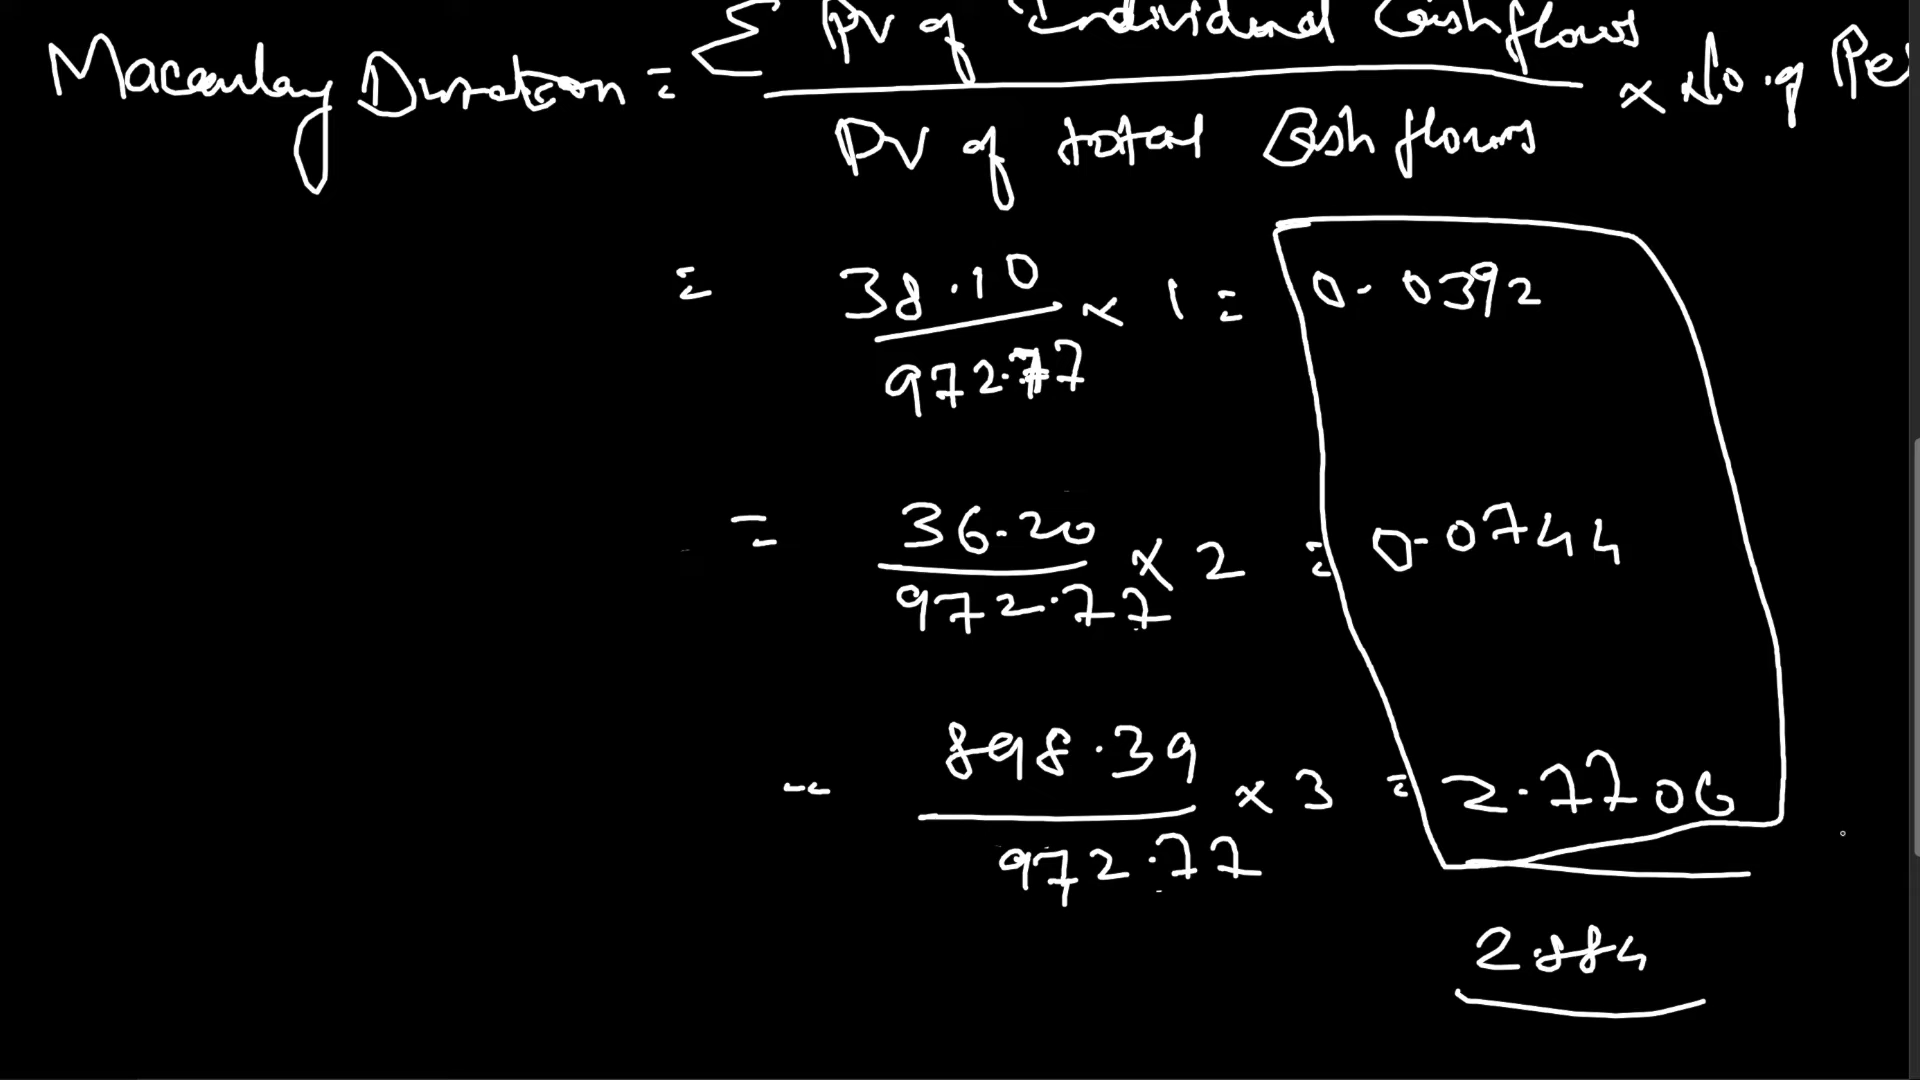 Σ PV of Individual Cashflows
Macaulay Duration = × No. of Pe
PV of total Cash flows
= 38.10 × 1 = 0.0392
972.77
= 36.20 × 2 = 0.0744
972.77
= 898.39 × 3 = 2.7706
972.77
2.884